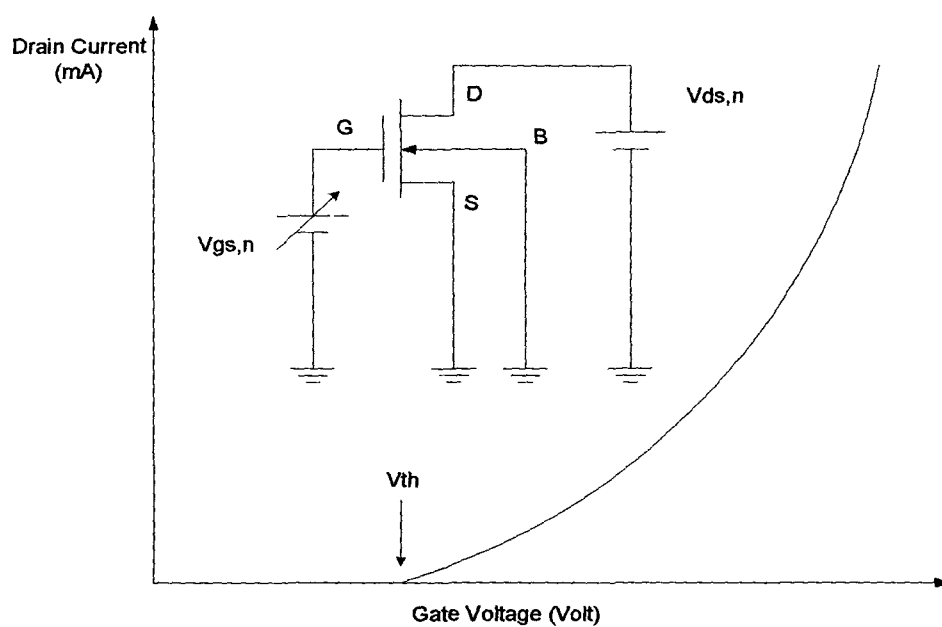 Drain Current
(mA)
D
Vds,n
G
B
S
Vgs,n
Vth
Gate Voltage (Volt)